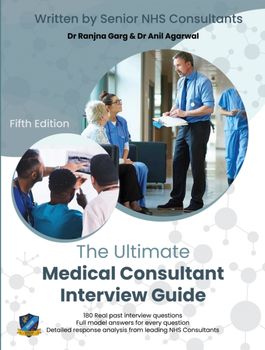 Written by Senior NHS Consultants
Dr Ranjna Garg & Dr Anil Agarwal
Fifth Edition
The Ultimate
Medical Consultant
Interview Guide
180 Real past interview questions
Full model answers for every question
Detailed response analysis from leading NHS Consultants